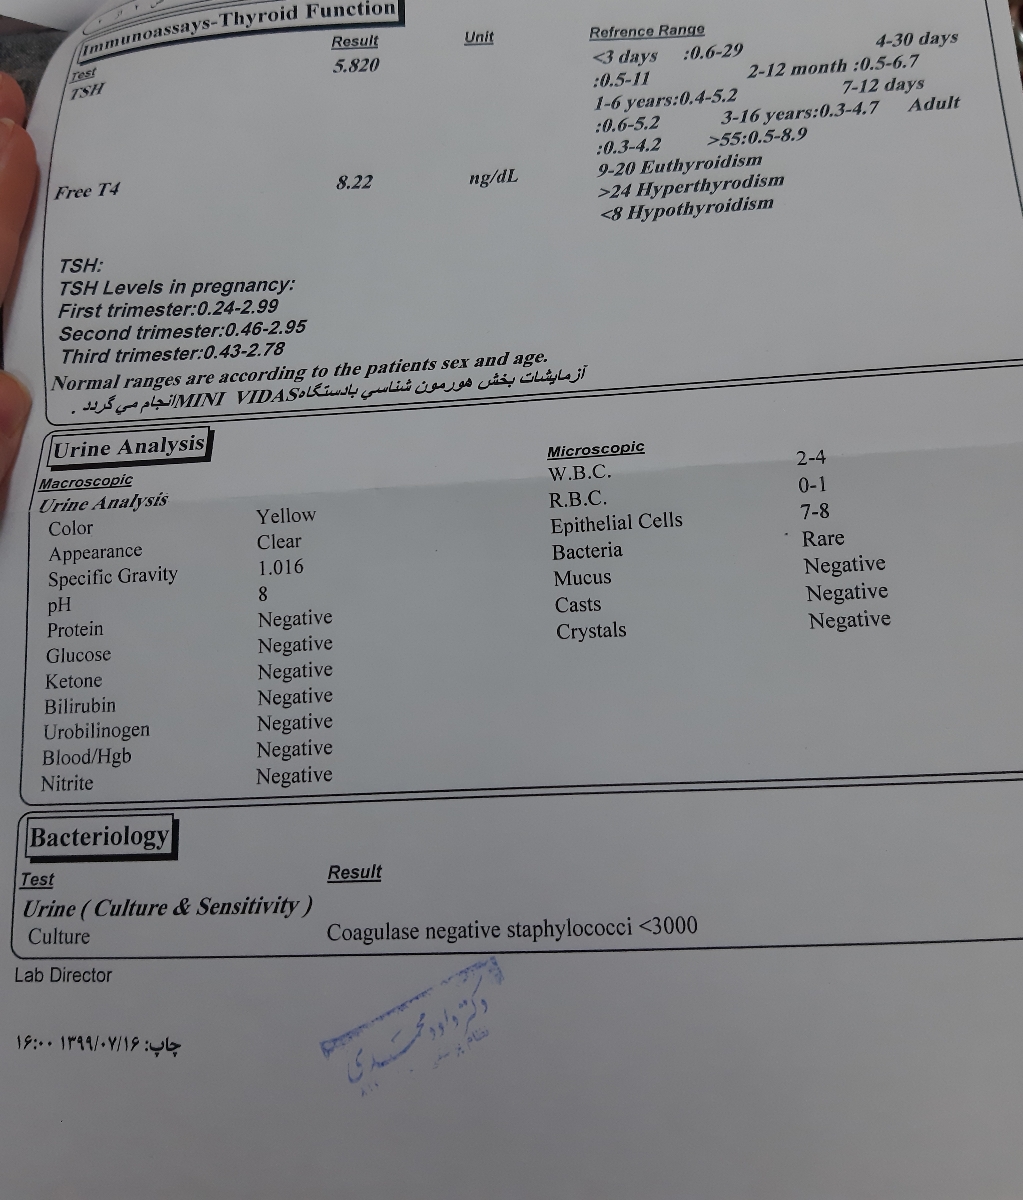 Immunoassays-Thyroid Function
Test Result Unit Refrence Range
TSH 5.820 <3 days :0.6-29 4-30 days
:0.5-11 2-12 month :0.5-6.7
1-6 years:0.4-5.2 7-12 days
:0.6-5.2 3-16 years:0.3-4.7 Adult
:0.3-4.2 >55:0.5-8.9
Free T4 8.22 ng/dL 9-20 Euthyroidism
>24 Hyperthyrodism
<8 Hypothyroidism
TSH:
TSH Levels in pregnancy:
First trimester:0.24-2.99
Second trimester:0.46-2.95
Third trimester:0.43-2.78
Normal ranges are according to the patients sex and age.
آزمایشات بخش هورمون شناسي بادستگاه MINI VIDAS انجام مي گردد .
Urine Analysis
Macroscopic
Urine Analysis
Color Yellow
Appearance Clear
Specific Gravity 1.016
pH 8
Protein Negative
Glucose Negative
Ketone Negative
Bilirubin Negative
Urobilinogen Negative
Blood/Hgb Negative
Nitrite Negative
Microscopic
W.B.C. 2-4
R.B.C. 0-1
Epithelial Cells 7-8
Bacteria Rare
Mucus Negative
Casts Negative
Crystals Negative
Bacteriology
Test Result
Urine ( Culture & Sensitivity )
Culture Coagulase negative staphylococci <3000
Lab Director
دکتر داود محمدی
چاپ: ۱۳۹۹/۰۷/۱۶ ۱۶:۰۰